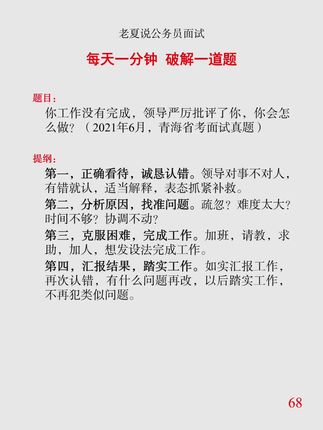 老夏说公务员面试
每天一分钟 破解一道题
题目：
你工作没有完成，领导严厉批评了你，你会怎
么做？（2021年6月，青海省考面试真题）
提纲：
第一，正确看待，诚恳认错。领导对事不对人，
有错就认，适当解释，表态抓紧补救。
第二，分析原因，找准问题。疏忽？难度太大？
时间不够？协调不动？
第三，克服困难，完成工作。加班，请教，求
助，加人，想发设法完成工作。
第四，汇报结果，踏实工作。如实汇报工作，
再次认错，有什么问题再改，以后踏实工作，
不再犯类似问题。
68